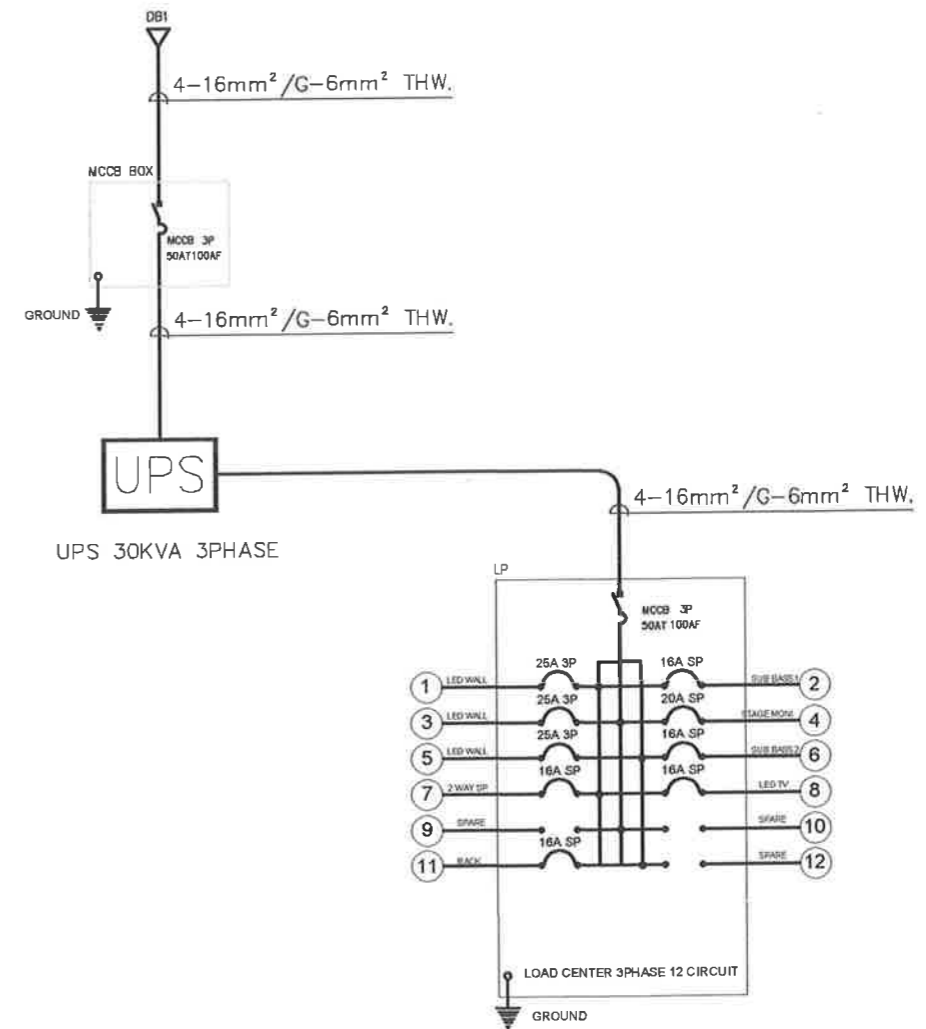 DB1
4-16mm²/G-6mm² THW.
MCCB BOX
MCCB 3P
50AT100AF
GROUND
4-16mm²/G-6mm² THW.
UPS
4-16mm²/G-6mm² THW.
UPS 30KVA 3PHASE
LP
MCCB 3P
50AT 100AF
25A 3P 16A SP
1 LED WALL SUB BASS 1 2
25A 3P 20A SP
3 LED WALL STAGE MONI. 4
25A 3P 16A SP
5 LED WALL SUB BASS 2 6
16A SP 16A SP
7 2 WAY SP. LED TV 8
9 SPARE SPARE 10
16A SP
11 BACK SPARE 12
LOAD CENTER 3PHASE 12 CIRCUIT
GROUND